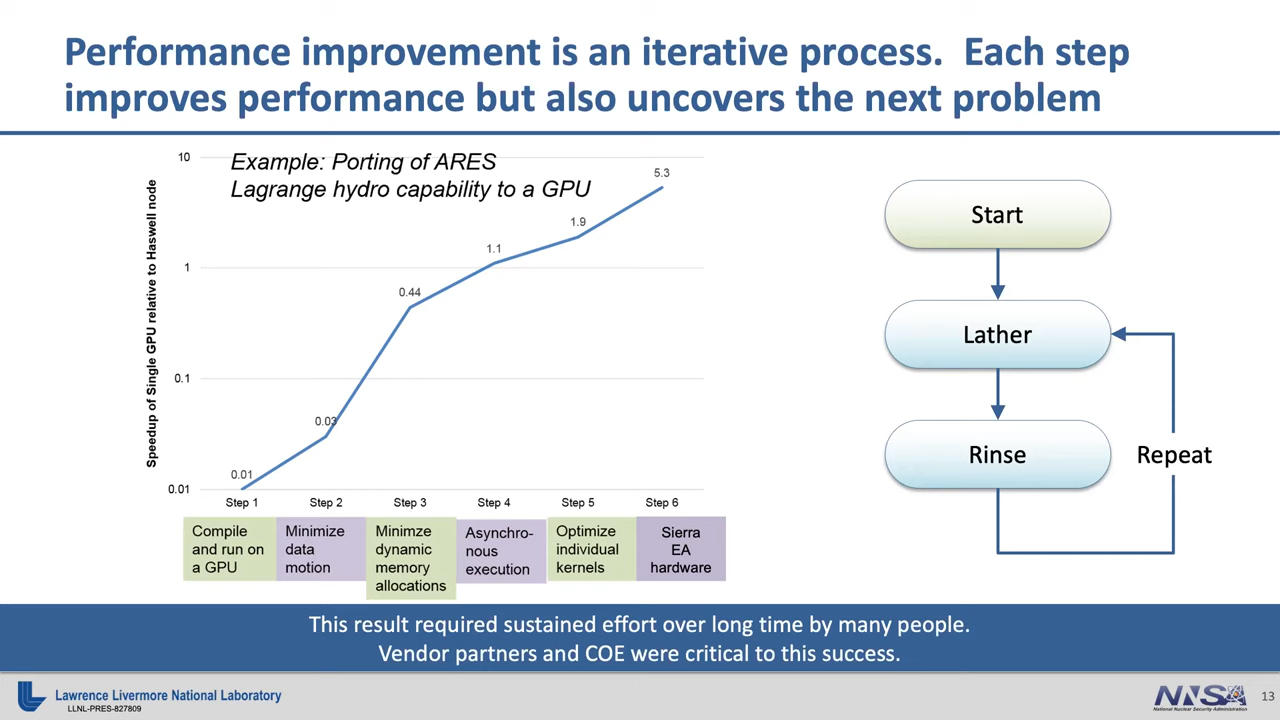 Performance improvement is an iterative process.  Each step
improves performance but also uncovers the next problem
Example: Porting of ARES
Lagrange hydro capability to a GPU
Speedup of Single GPU relative to Haswell node
10
1
0.1
0.01
0.01
0.03
0.44
1.1
1.9
5.3
Step 1
Step 2
Step 3
Step 4
Step 5
Step 6
Compile
and run on
a GPU
Minimize
data
motion
Minimze
dynamic
memory
allocations
Asynchro-
nous
execution
Optimize
individual
kernels
Sierra
EA
hardware
Start
Lather
Rinse
Repeat
This result required sustained effort over long time by many people.
Vendor partners and COE were critical to this success.
Lawrence Livermore National Laboratory
LLNL-PRES-827809
NNSA
National Nuclear Security Administration
13